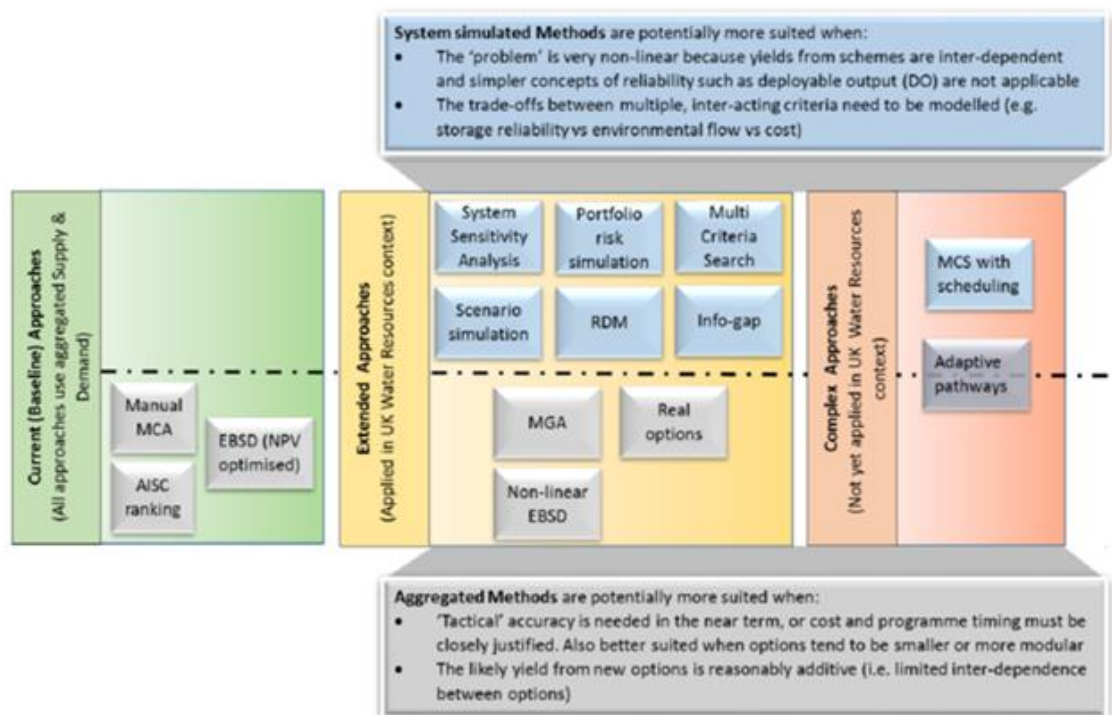 System simulated Methods are potentially more suited when:
• The 'problem' is very non-linear because yields from schemes are inter-dependent
and simpler concepts of reliability such as deployable output (DO) are not applicable
• The trade-offs between multiple, inter-acting criteria need to be modelled (e.g.
storage reliability vs environmental flow vs cost)
Current (Baseline) Approaches
(All approaches use aggregated Supply &
Demand)
Manual
MCA
AISC
ranking
EBSD (NPV
optimised)
Extended Approaches
(Applied in UK Water Resources context)
System
Sensitivity
Analysis
Portfolio
risk
simulation
Multi
Criteria
Search
Scenario
simulation
RDM
Info-gap
MGA
Real
options
Non-linear
EBSD
Complex Approaches
(Not yet applied in UK Water Resources
context)
MCS with
scheduling
Adaptive
pathways
Aggregated Methods are potentially more suited when:
• 'Tactical' accuracy is needed in the near term, or cost and programme timing must be
closely justified. Also better suited when options tend to be smaller or more modular
• The likely yield from new options is reasonably additive (i.e. limited inter-dependence
between options)